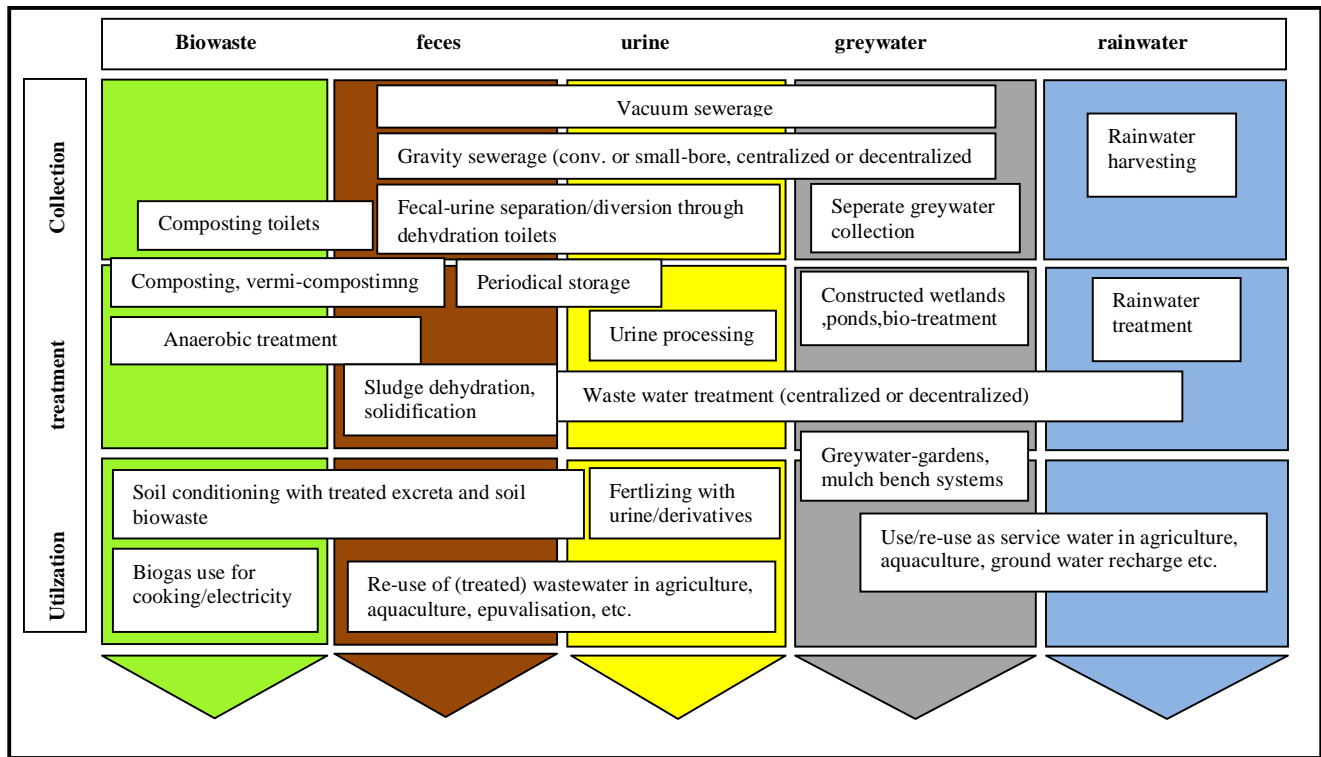 Biowaste feces urine greywater rainwater
Collection
Vacuum sewerage
Gravity sewerage (conv. or small-bore, centralized or decentralized
Rainwater
harvesting
Composting toilets
Fecal-urine separation/diversion through
dehydration toilets
Seperate greywater
collection
treatment
Composting, vermi-compostimng
Periodical storage
Constructed wetlands
,ponds,bio-treatment
Rainwater
treatment
Anaerobic treatment
Urine processing
Sludge dehydration,
solidification
Waste water treatment (centralized or decentralized)
Greywater-gardens,
mulch bench systems
Utilzation
Soil conditioning with treated excreta and soil
biowaste
Fertlizing with
urine/derivatives
Use/re-use as service water in agriculture,
aquaculture, ground water recharge etc.
Biogas use for
cooking/electricity
Re-use of (treated) wastewater in agriculture,
aquaculture, epuvalisation, etc.